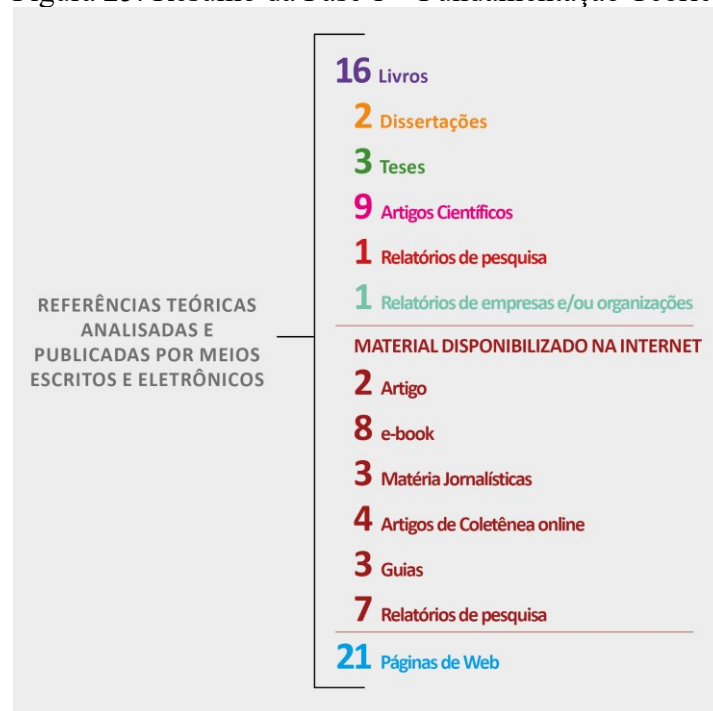 REFERÊNCIAS TEÓRICAS
ANALISADAS E
PUBLICADAS POR MEIOS
ESCRITOS E ELETRÔNICOS
16 Livros
2 Dissertações
3 Teses
9 Artigos Científicos
1 Relatórios de pesquisa
1 Relatórios de empresas e/ou organizações
MATERIAL DISPONIBILIZADO NA INTERNET
2 Artigo
8 e-book
3 Matéria Jornalísticas
4 Artigos de Coletênea online
3 Guias
7 Relatórios de pesquisa
21 Páginas de Web